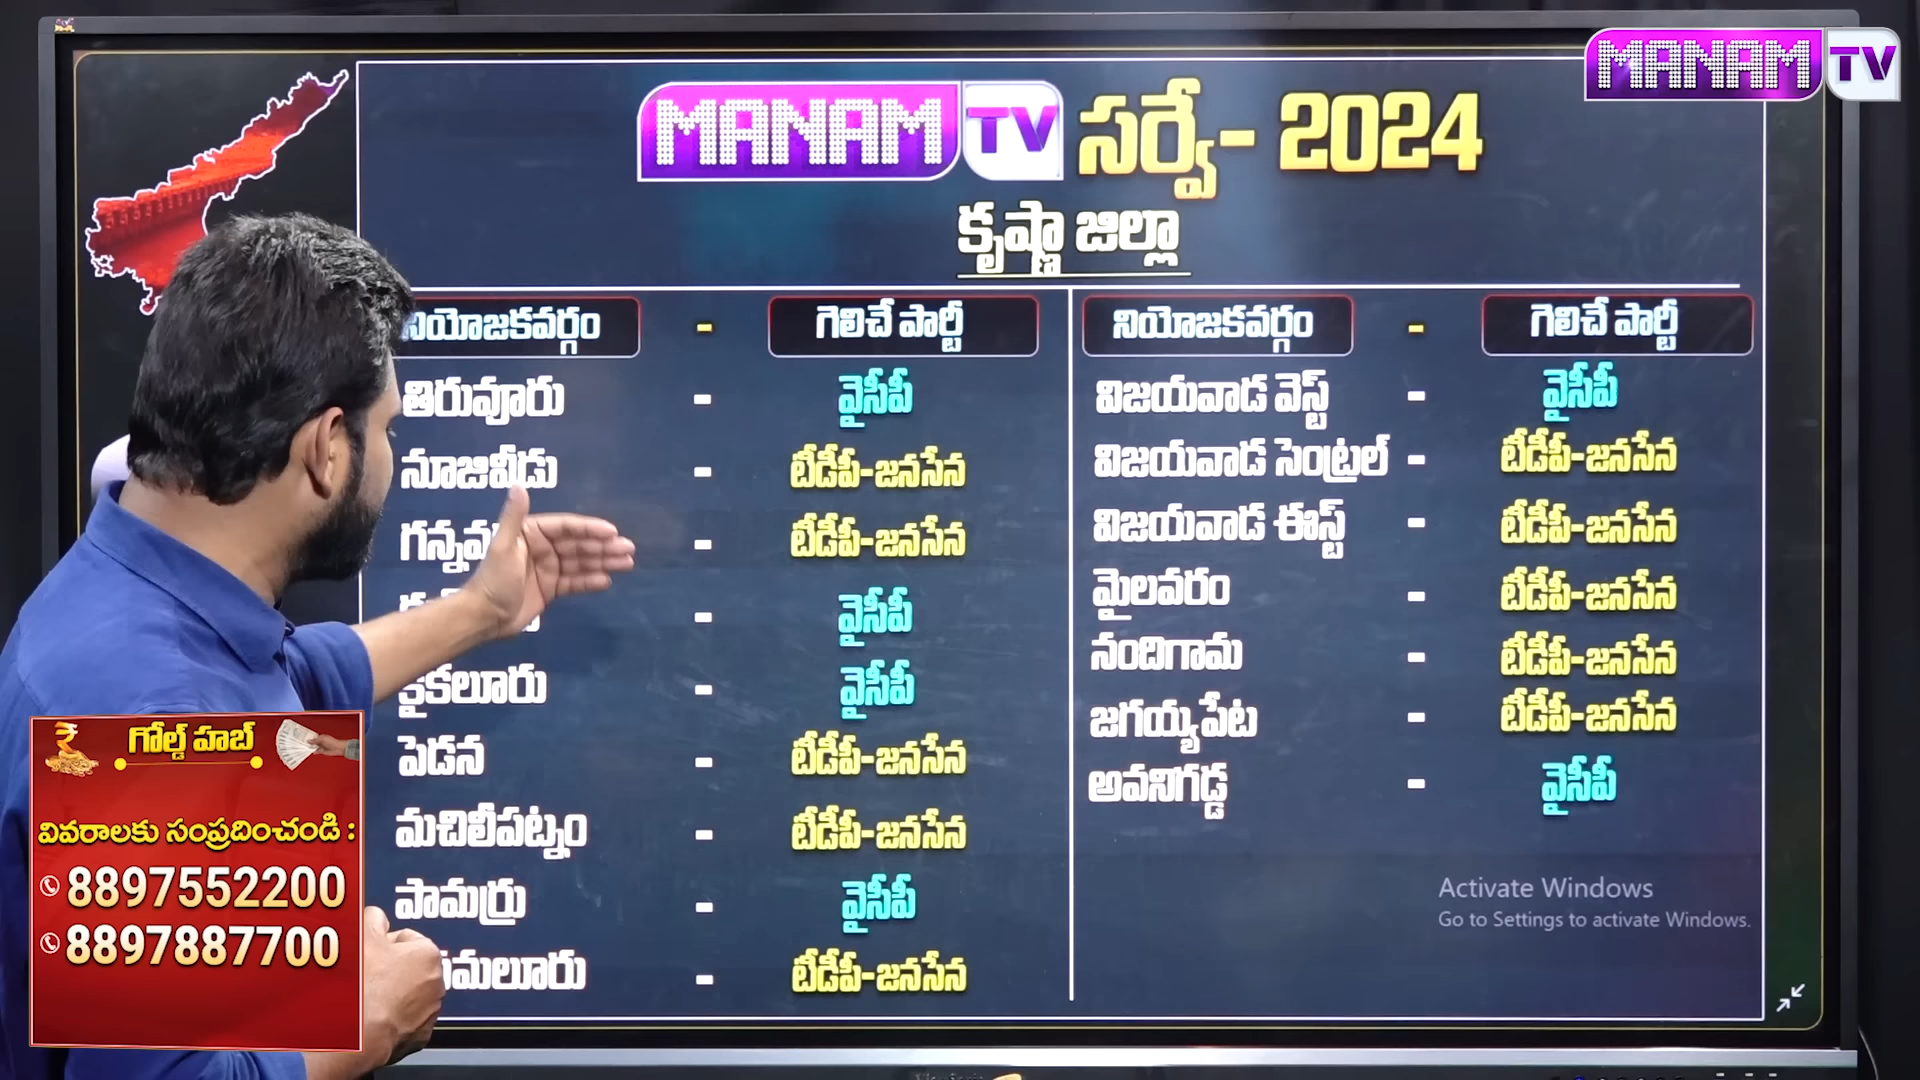 MANAM TV
MANAM TV సర్వే- 2024
కృష్ణా జిల్లా
నియోజకవర్గం - గెలిచే పార్టీ
తిరువూరు - వైసీపీ
నూజివీడు - టీడీపీ-జనసేన
- టీడీపీ-జనసేన
- వైసీపీ
కైకలూరు - వైసీపీ
పెడన - టీడీపీ-జనసేన
మచిలీపట్నం - టీడీపీ-జనసేన
పామర్రు - వైసీపీ
- టీడీపీ-జనసేన
నియోజకవర్గం - గెలిచే పార్టీ
విజయవాడ వెస్ట్ - వైసీపీ
విజయవాడ సెంట్రల్ - టీడీపీ-జనసేన
విజయవాడ ఈస్ట్ - టీడీపీ-జనసేన
మైలవరం - టీడీపీ-జనసేన
నందిగామ - టీడీపీ-జనసేన
జగయ్యపేట - టీడీపీ-జనసేన
అవనిగడ్డ - వైసీపీ
Activate Windows
Go to Settings to activate Windows.
గోల్డ్ హబ్
వివరాలకు సంప్రదించండి :
8897552200
8897887700